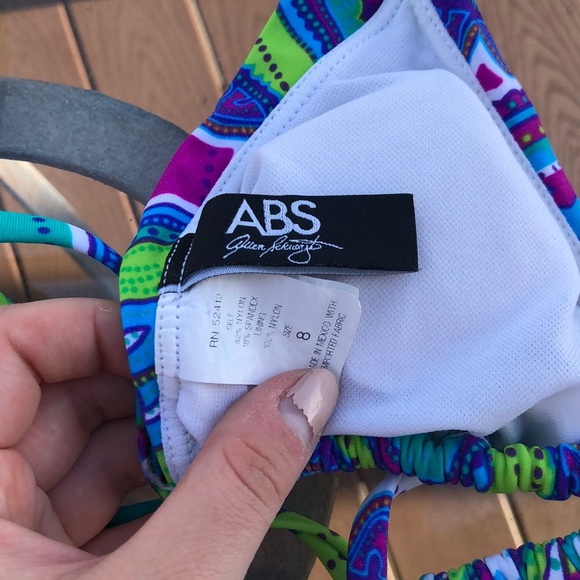 ABS
Allen Schwartz
RN 52415
SELF
82% NYLON
18% SPANDEX
LINING
100% NYLON
SIZE
8
MADE IN MEXICO WITH
IMPORTED FABRIC